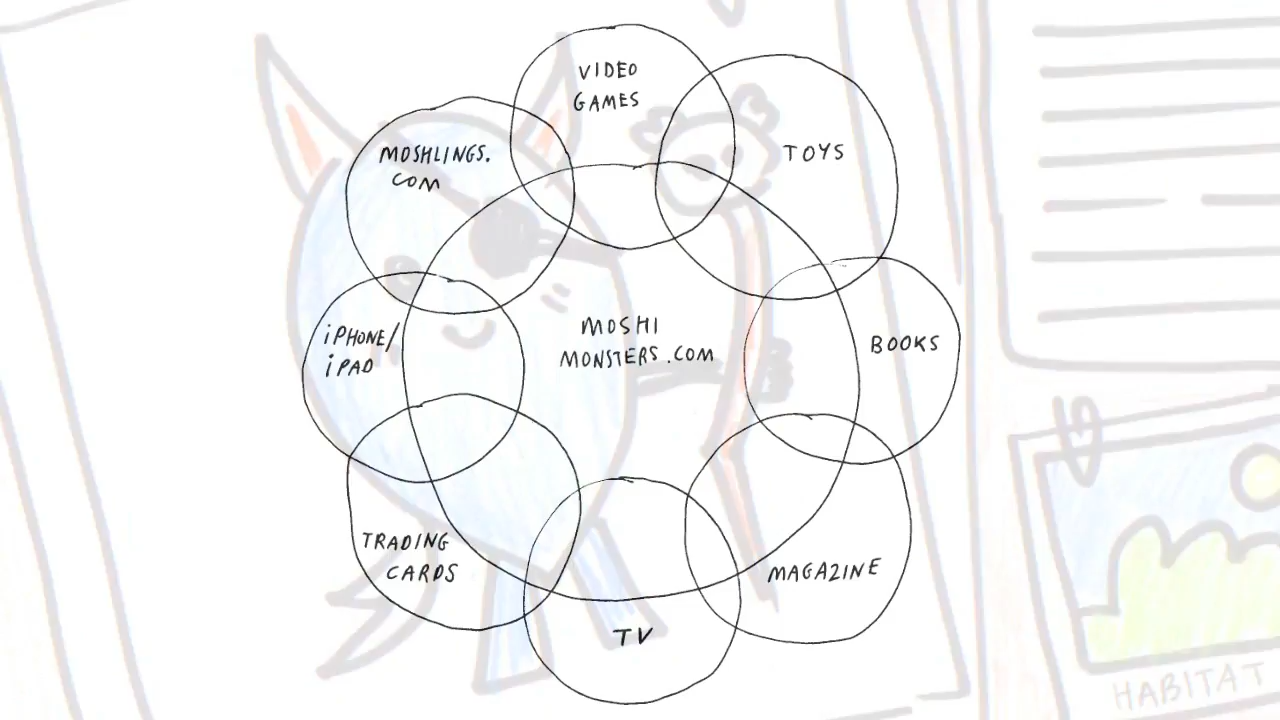 VIDEO
GAMES
TOYS
MOSHLINGS.
COM
MOSHI
MONSTERS.COM
BOOKS
iPHONE/
iPAD
TRADING
CARDS
MAGAZINE
TV
HABITAT